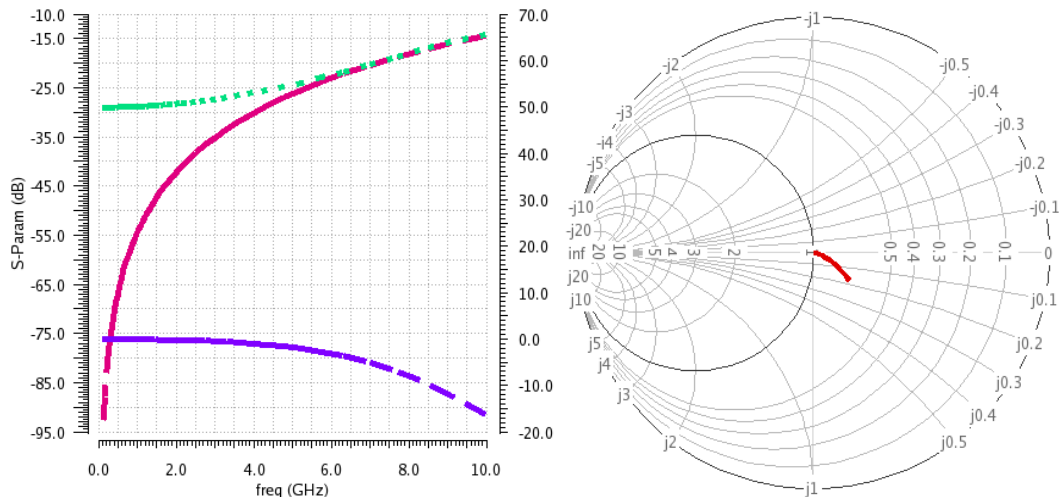 -10.0
-15.0
-25.0
-35.0
-45.0
-55.0
-65.0
-75.0
-85.0
-95.0
S-Param (dB)
70.0
60.0
50.0
40.0
30.0
20.0
10.0
0.0
-10.0
-20.0
0.0 2.0 4.0 6.0 8.0 10.0
freq (GHz)
-j1
-j2 -j0.5
-j3 -j0.4
-j4 -j0.3
-j5 -j0.2
-j10 -j0.1
-j20
inf 20 10 5 4 3 2 1 0.5 0.4 0.3 0.2 0.1 0
j20
j10 j0.1
j5 j0.2
j4 j0.3
j3 j0.4
j2 j0.5
j1